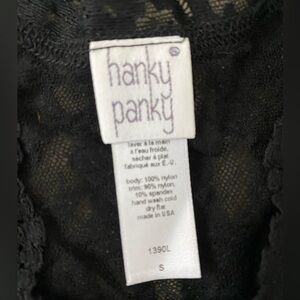 hanky
panky®
laver à la main
à l'eau froide,
sécher à plat
fabriqué aux É.-U.
body: 100% nylon
trim: 90% nylon,
10% spandex
hand wash cold
dry flat
made in USA
1390L
S